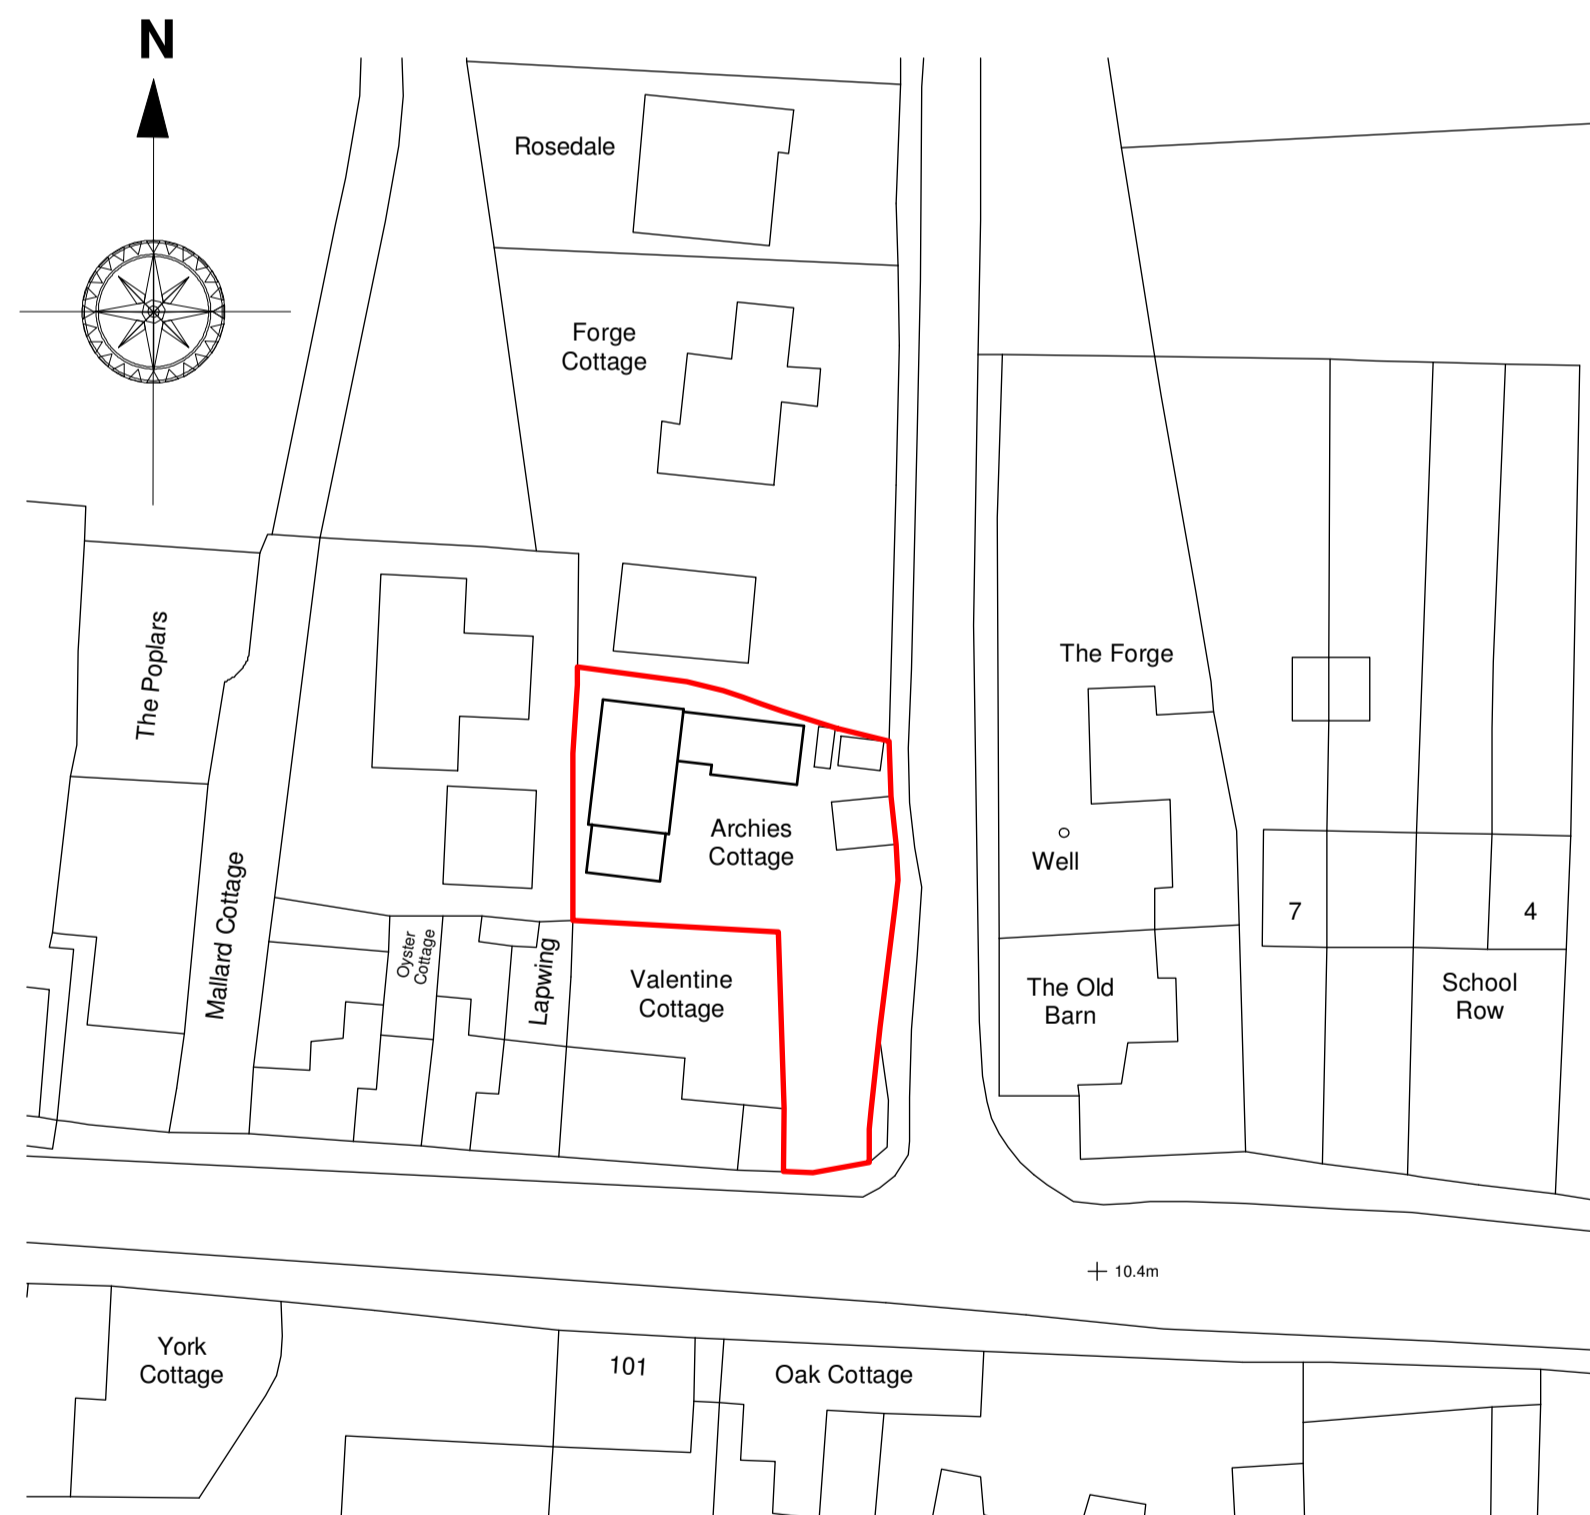 N
Rosedale
Forge
Cottage
The Poplars
The Forge
Archies
Cottage
Well
Mallard Cottage
Oyster
Cottage
Lapwing
Valentine
Cottage
7
4
The Old
Barn
School
Row
10.4m
York
Cottage
101
Oak Cottage